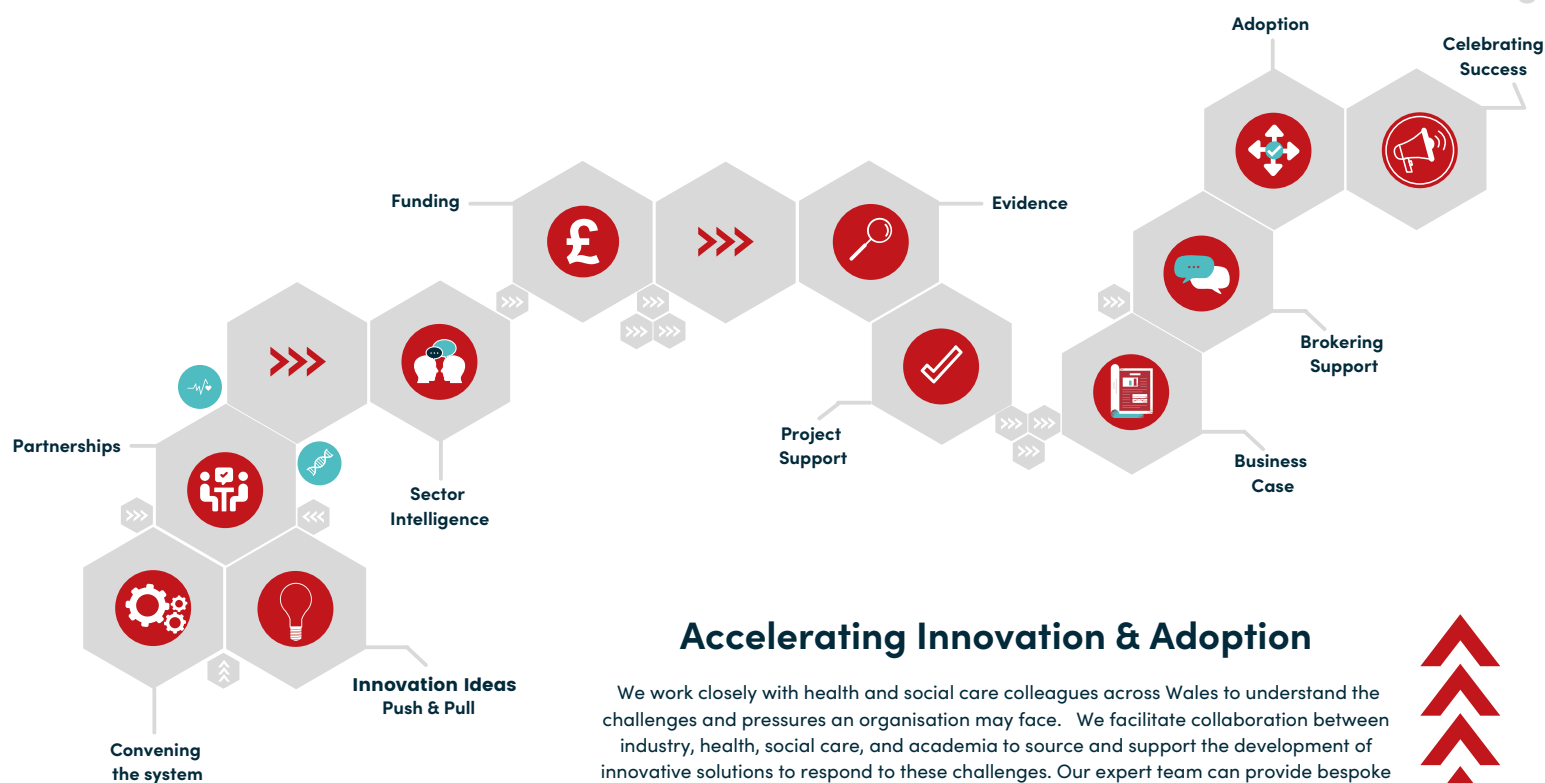 Adoption
Celebrating
Success
Funding
£
Evidence
Brokering
Support
Partnerships
Project
Support
Business
Case
Sector
Intelligence
Innovation Ideas
Push & Pull
Convening
the system
Accelerating Innovation & Adoption
We work closely with health and social care colleagues across Wales to understand the
challenges and pressures an organisation may face. We facilitate collaboration between
industry, health, social care, and academia to source and support the development of
innovative solutions to respond to these challenges. Our expert team can provide bespoke